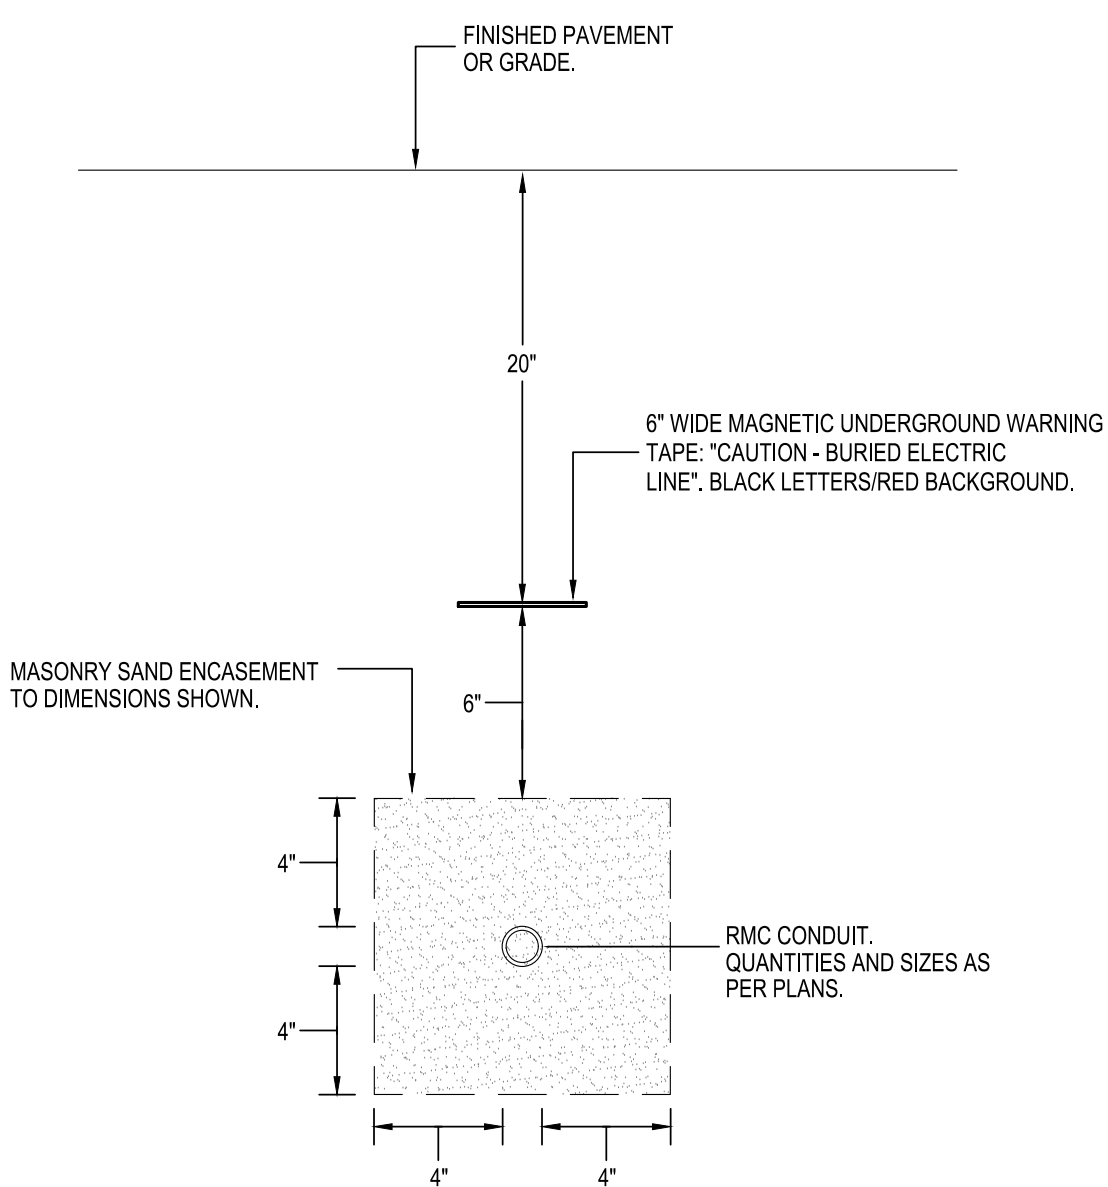 FINISHED PAVEMENT
OR GRADE.
20"
6" WIDE MAGNETIC UNDERGROUND WARNING
TAPE: "CAUTION - BURIED ELECTRIC
LINE". BLACK LETTERS/RED BACKGROUND.
MASONRY SAND ENCASEMENT
TO DIMENSIONS SHOWN.
6"
4"
RMC CONDUIT.
QUANTITIES AND SIZES AS
PER PLANS.
4"
4"
4"